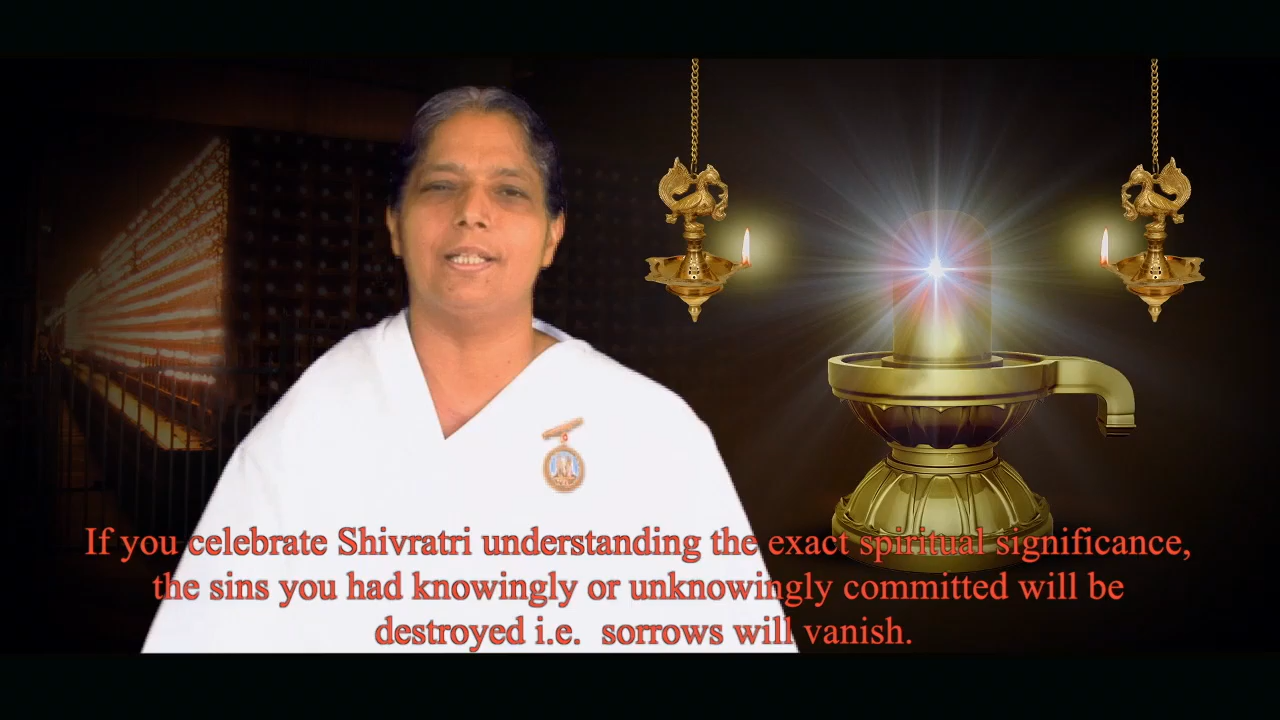 If you celebrate Shivratri understanding the exact spiritual significance,
the sins you had knowingly or unknowingly committed will be
destroyed i.e.  sorrows will vanish.